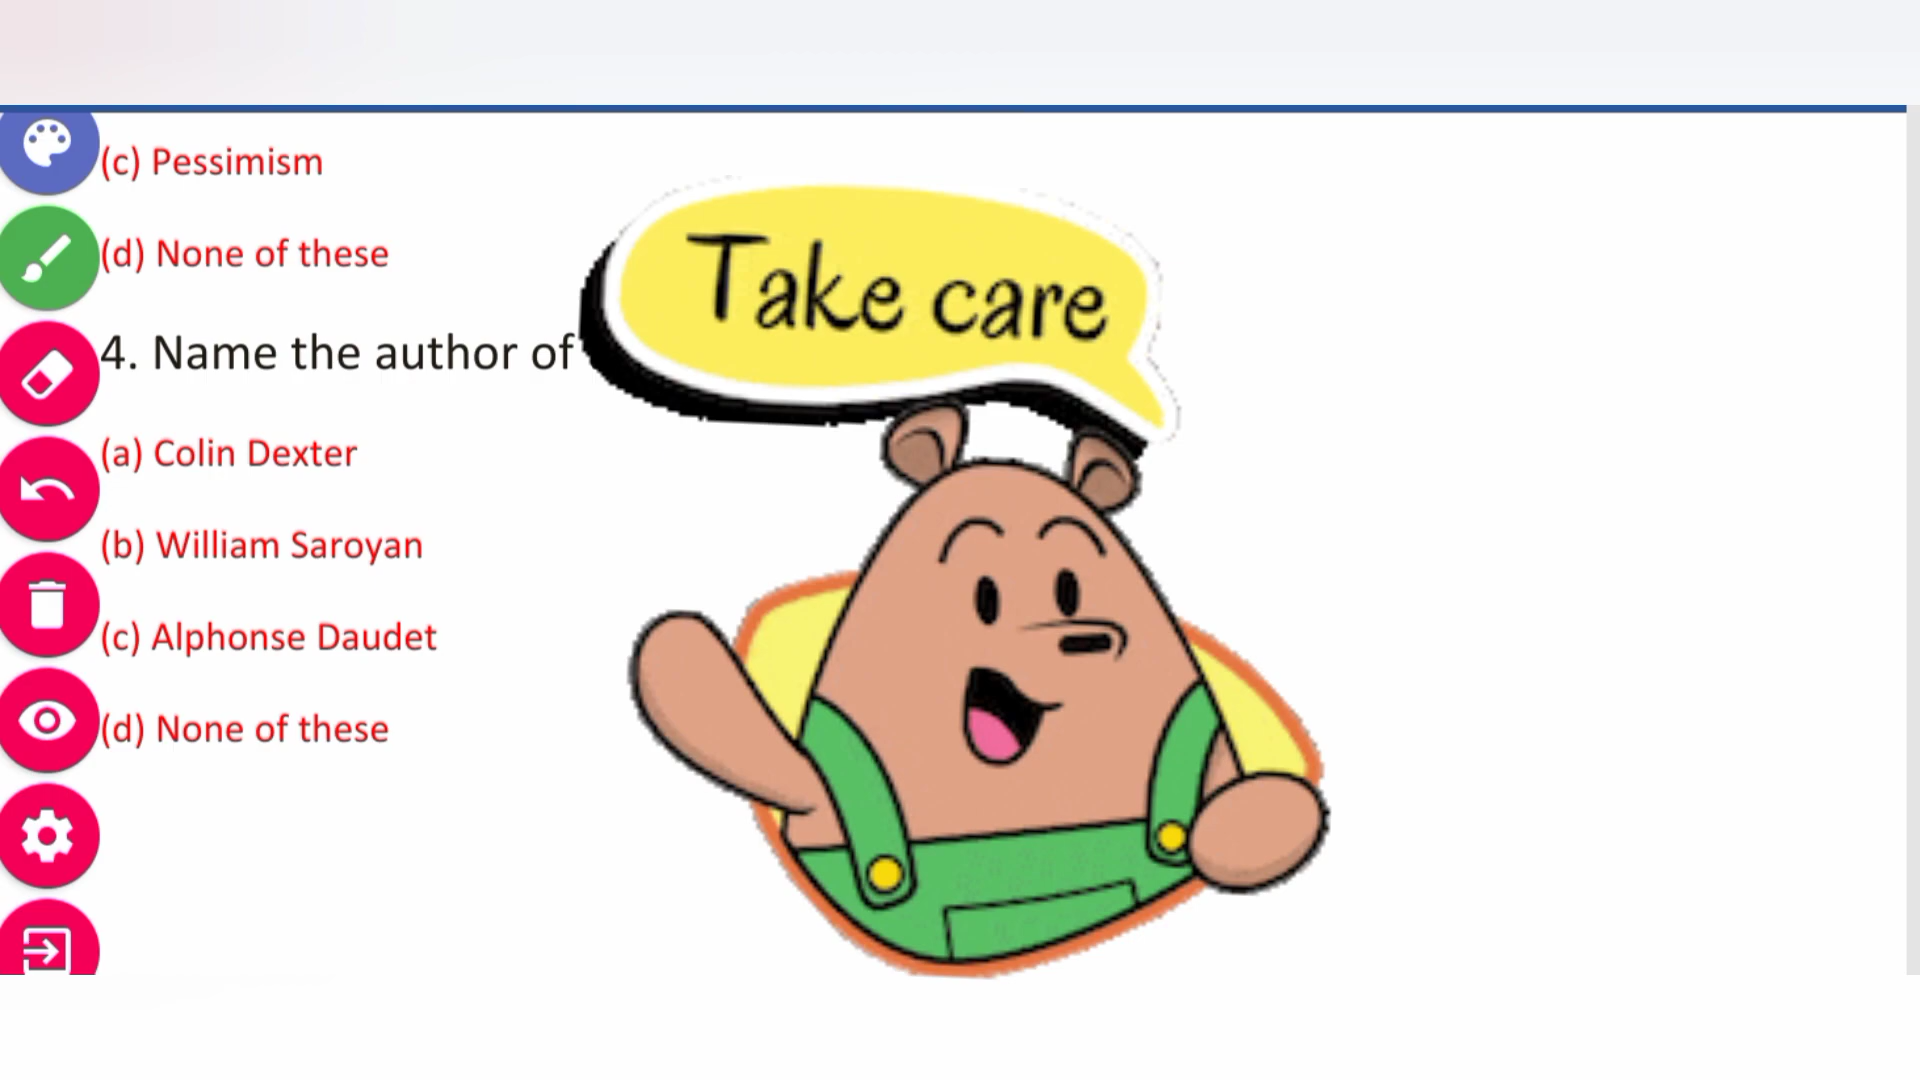 (c) Pessimism
(d) None of these
Take care
4. Name the author of
(a) Colin Dexter
(b) William Saroyan
(c) Alphonse Daudet
(d) None of these